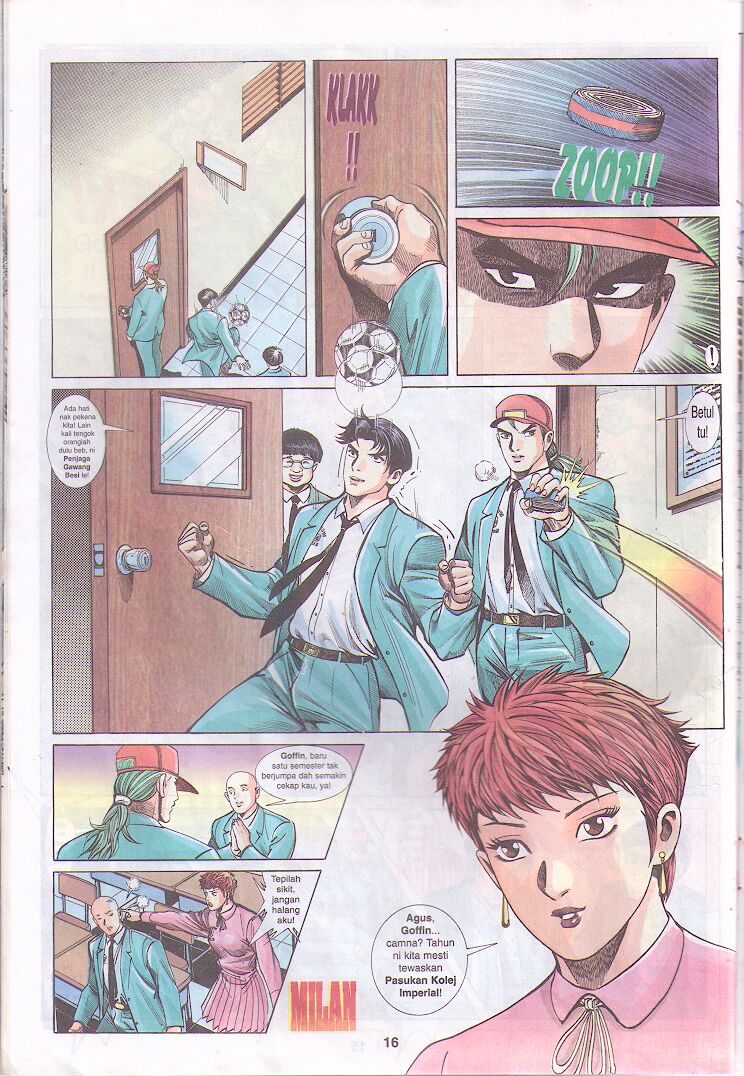 KLAKK
!!
ZOOP!!
!
Ada hati
nak pekena
kita! Lain
kali tengok
oranglah
dulu beb, ni
Penjaga
Gawang
Besi le!
Betul
tu!
Goffin, baru
satu semester tak
berjumpa dah semakin
cekap kau, ya!
Tepilah
sikit,
jangan
halang
aku!
MILAN
Agus,
Goffin...
camna? Tahun
ni kita mesti
tewaskan
Pasukan Kolej
Imperial!
16